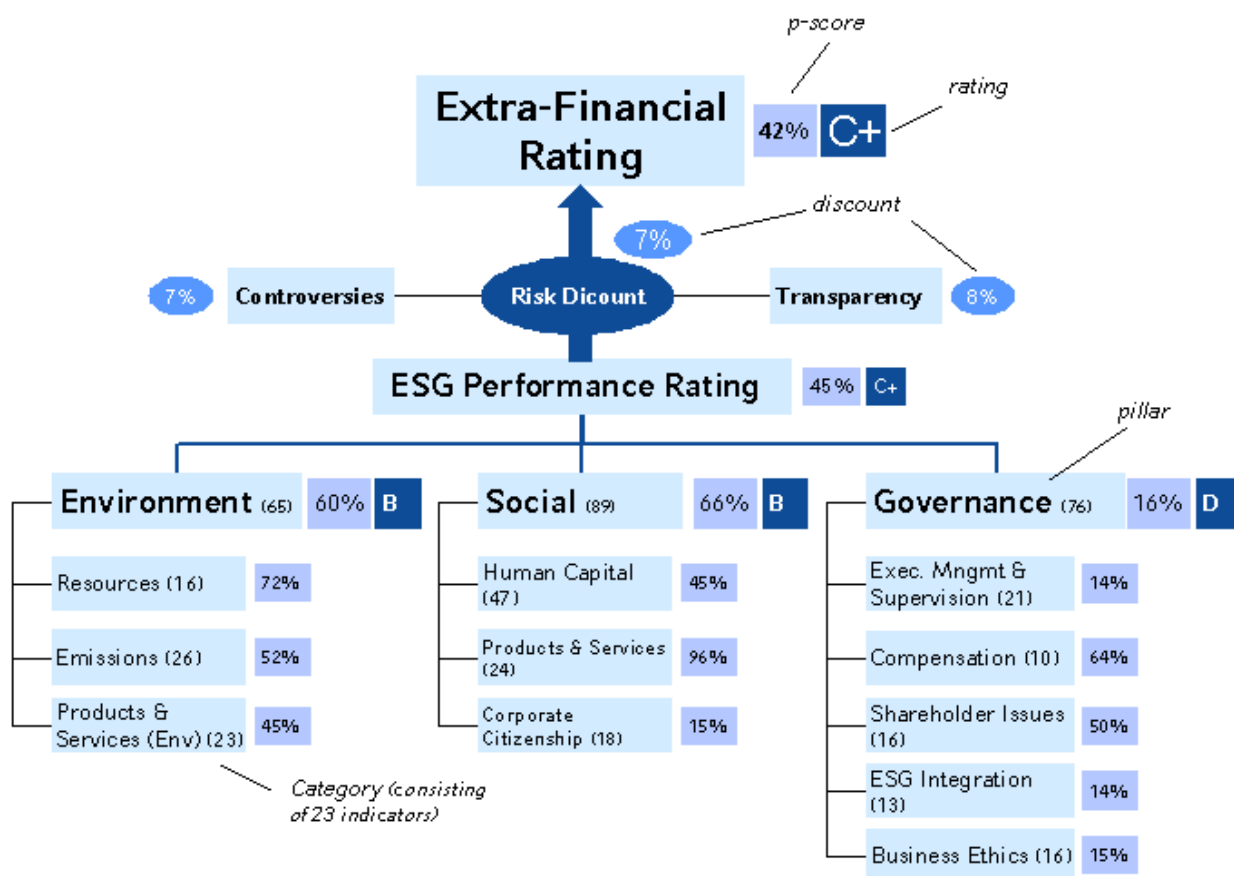 p-score
Extra-Financial
Rating
42%
C+
rating
discount
7%
7%
Controversies
Risk Dicount
Transparency
8%
ESG Performance Rating
45%
C+
pillar
Environment (65)
60%
B
Social (89)
66%
B
Governance (76)
16%
D
Resources (16)
72%
Emissions (26)
52%
Products &
Services (Env) (23)
45%
Category (consisting
of 23 indicators)
Human Capital
(47)
45%
Products & Services
(24)
96%
Corporate
Citizenship (18)
15%
Exec. Mngmt &
Supervision (21)
14%
Compensation (10)
64%
Shareholder Issues
(16)
50%
ESG Integration
(13)
14%
Business Ethics (16)
15%